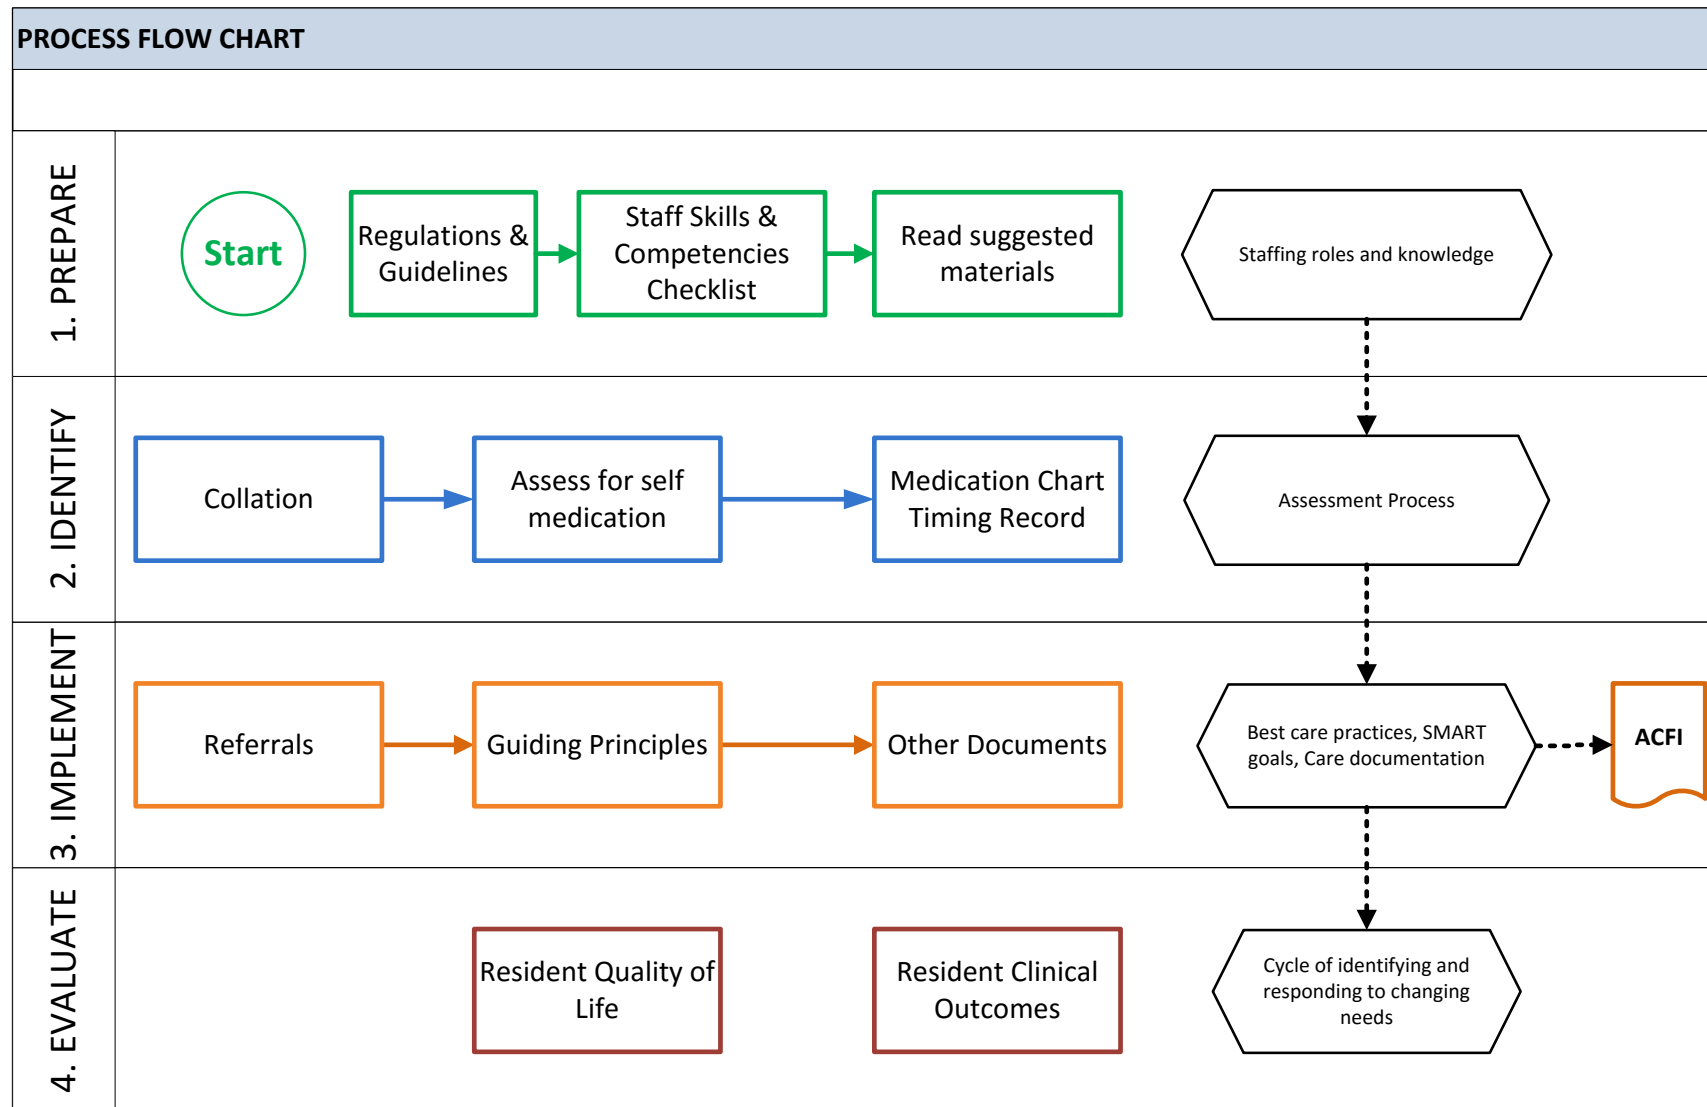 PROCESS FLOW CHART
1. PREPARE
Start
Regulations &
Guidelines
Staff Skills &
Competencies
Checklist
Read suggested
materials
Staffing roles and knowledge
2. IDENTIFY
Collation
Assess for self
medication
Medication Chart
Timing Record
Assessment Process
3. IMPLEMENT
Referrals
Guiding Principles
Other Documents
Best care practices, SMART
goals, Care documentation
ACFI
4. EVALUATE
Resident Quality of
Life
Resident Clinical
Outcomes
Cycle of identifying and
responding to changing
needs